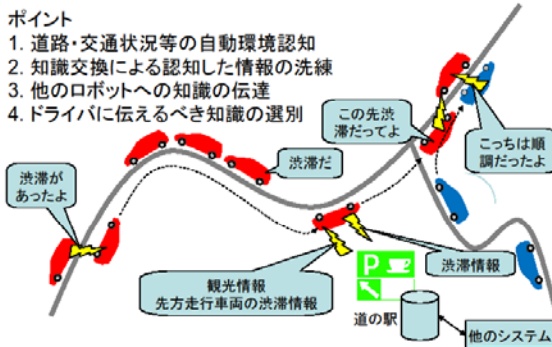 ポイント
1. 道路・交通状況等の自動環境認知
2. 知識交換による認知した情報の洗練
3. 他のロボットへの知識の伝達
4. ドライバに伝えるべき知識の選別
この先渋
滞だってよ
こっちは順
調だったよ
渋滞だ
渋滞が
あったよ
観光情報
先方走行車両の渋滞情報
渋滞情報
P
道の駅
他のシステム